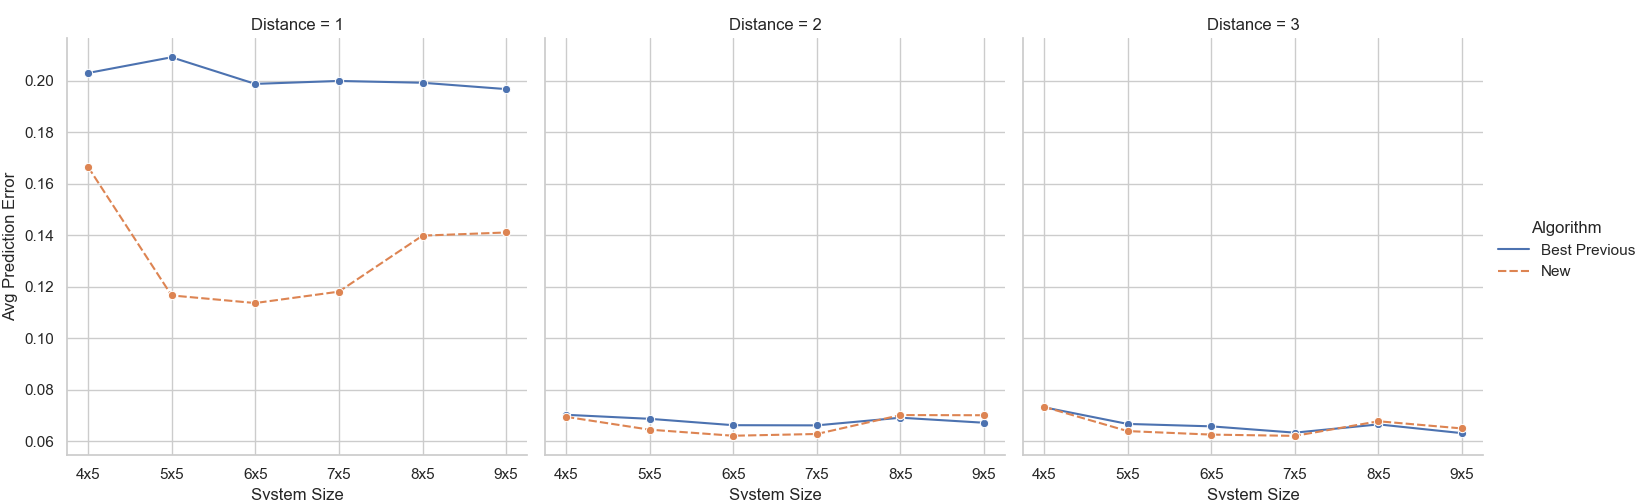 Distance = 1
Distance = 2
Distance = 3
Avg Prediction Error
0.20
0.18
0.16
0.14
0.12
0.10
0.08
0.06
4x5 5x5 6x5 7x5 8x5 9x5
4x5 5x5 6x5 7x5 8x5 9x5
4x5 5x5 6x5 7x5 8x5 9x5
System Size
System Size
System Size
Algorithm
Best Previous
New